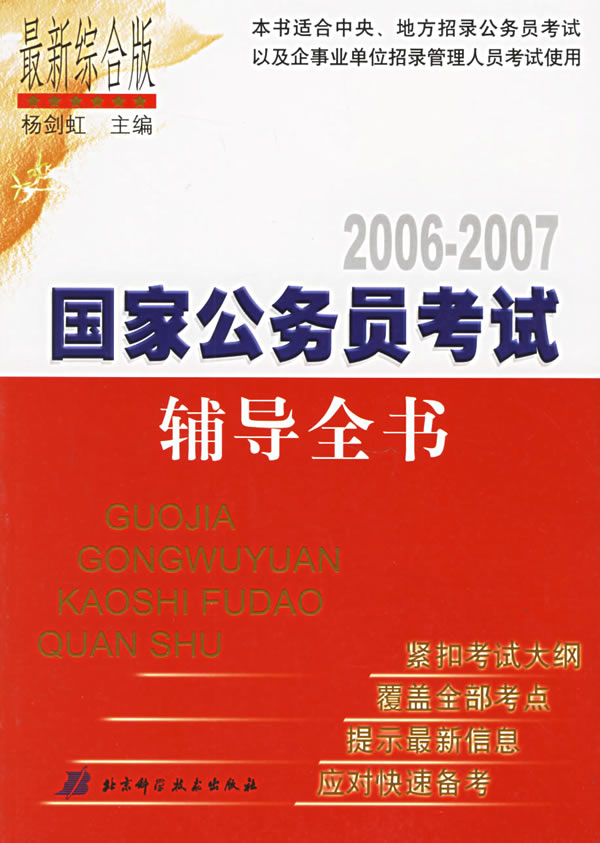 最新综合版
杨剑虹 主编
本书适合中央、地方招录公务员考试
以及企事业单位招录管理人员考试使用
2006-2007
国家公务员考试
辅导全书
GUOJIA
GONGWUYUAN
KAOSHI FUDAO
QUAN SHU
紧扣考试大纲
覆盖全部考点
提示最新信息
应对快速备考
北京科学技术出版社